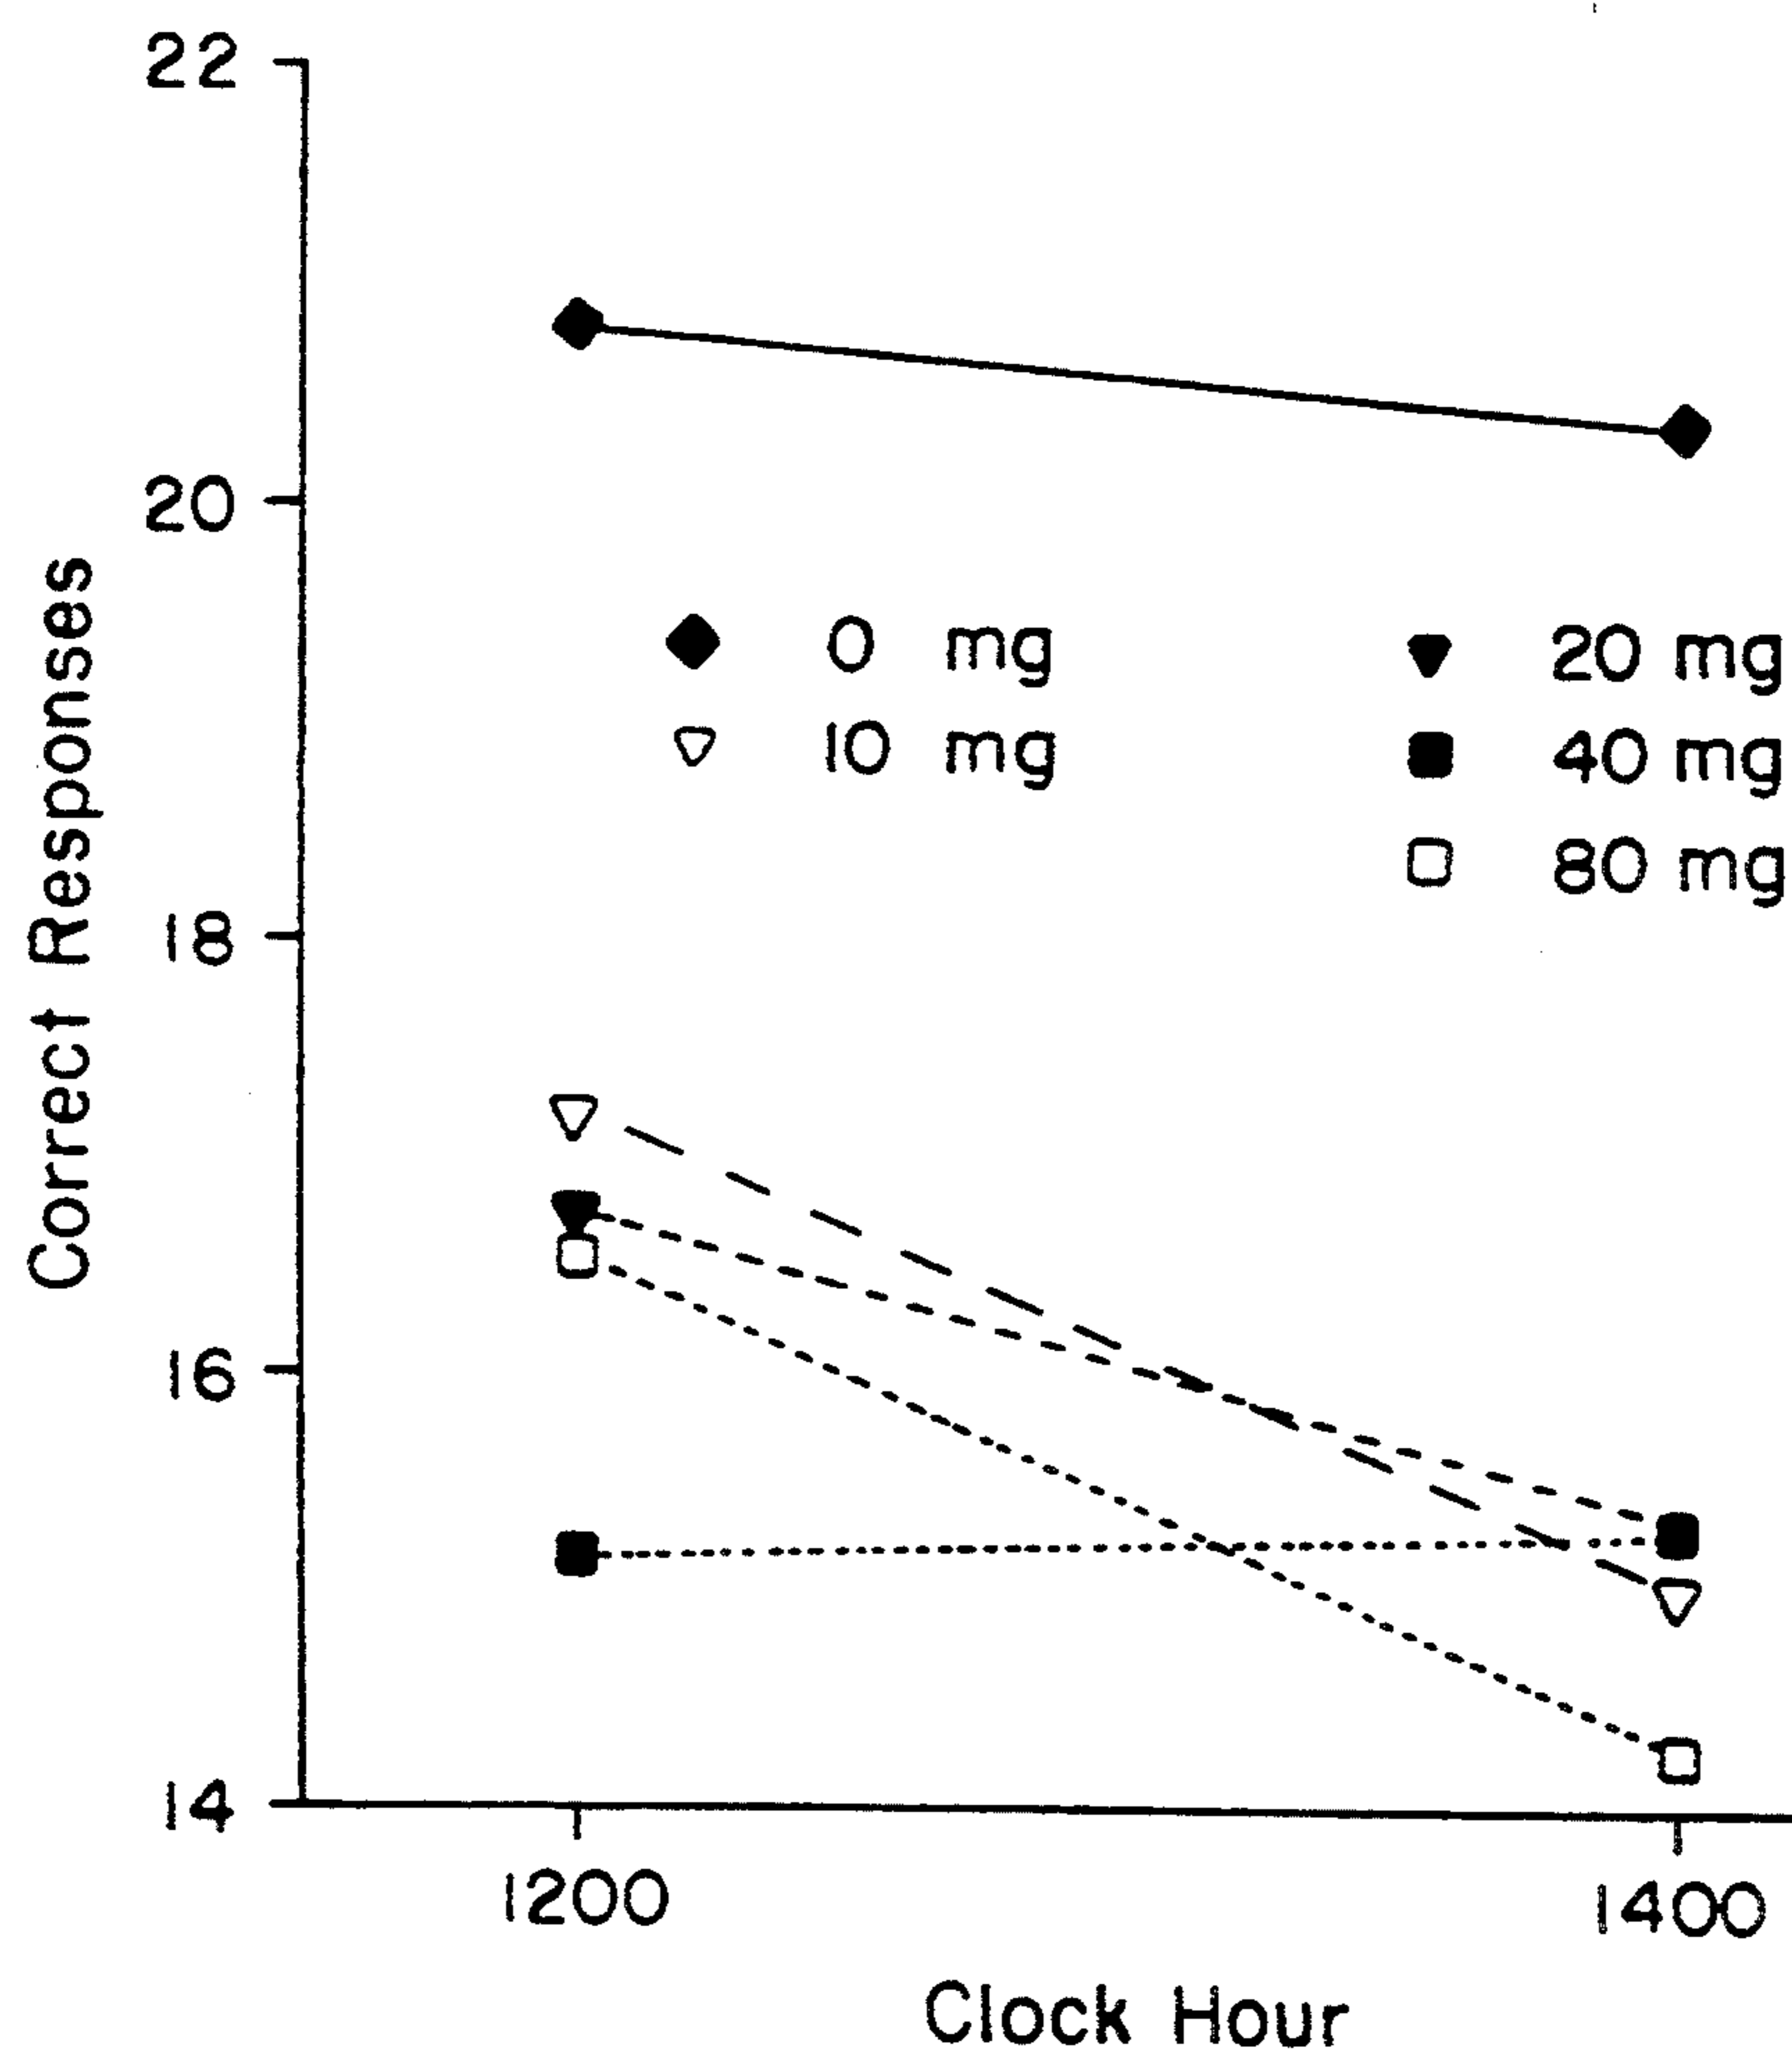 22
20
18
16
14
Correct Responses
0 mg
10 mg
20 mg
40 mg
80 mg
1200
1400
Clock Hour